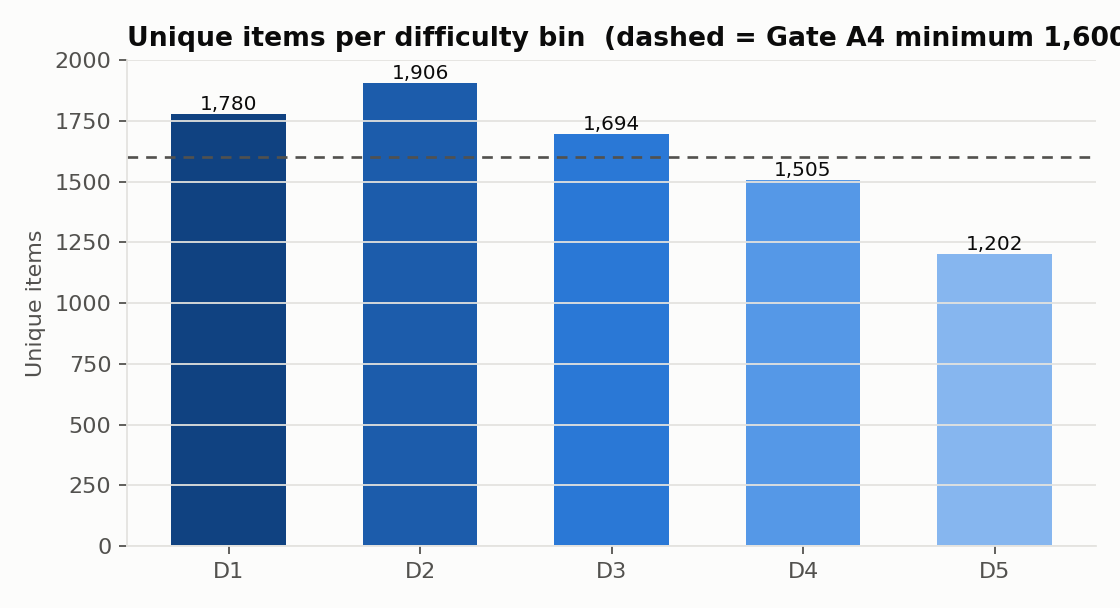 Unique items per difficulty bin  (dashed = Gate A4 minimum 1,600
2000
1750
1500
1250
1000
750
500
250
0
Unique items
1,780
1,906
1,694
1,505
1,202
D1
D2
D3
D4
D5